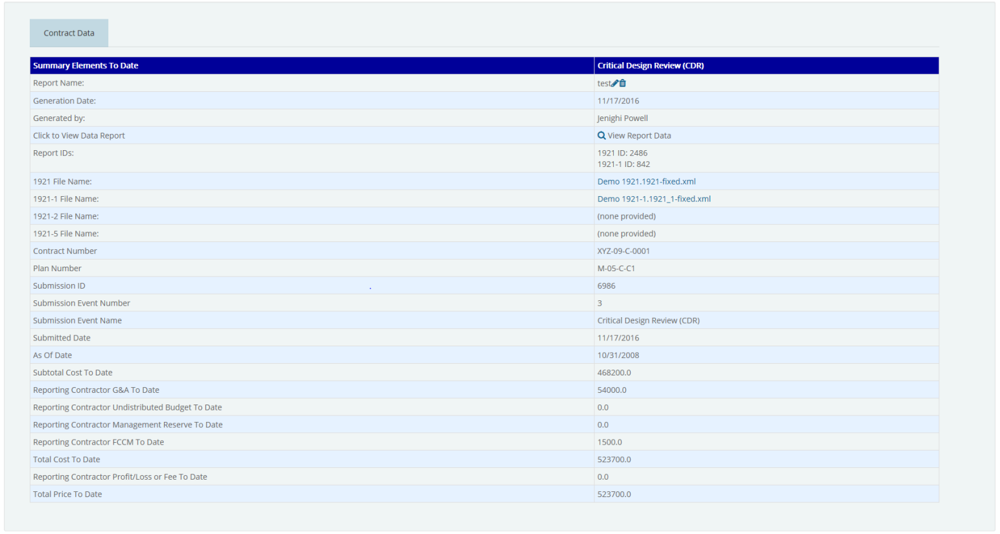 Contract Data
Summary Elements To Date Critical Design Review (CDR)
Report Name: test
Generation Date: 11/17/2016
Generated by: Jenighi Powell
Click to View Data Report View Report Data
Report IDs: 1921 ID: 2486
1921-1 ID: 842
1921 File Name: Demo 1921.1921-fixed.xml
1921-1 File Name: Demo 1921-1.1921_1-fixed.xml
1921-2 File Name: (none provided)
1921-5 File Name: (none provided)
Contract Number XYZ-09-C-0001
Plan Number M-05-C-C1
Submission ID . 6986
Submission Event Number 3
Submission Event Name Critical Design Review (CDR)
Submitted Date 11/17/2016
As Of Date 10/31/2008
Subtotal Cost To Date 468200.0
Reporting Contractor G&A To Date 54000.0
Reporting Contractor Undistributed Budget To Date 0.0
Reporting Contractor Management Reserve To Date 0.0
Reporting Contractor FCCM To Date 1500.0
Total Cost To Date 523700.0
Reporting Contractor Profit/Loss or Fee To Date 0.0
Total Price To Date 523700.0